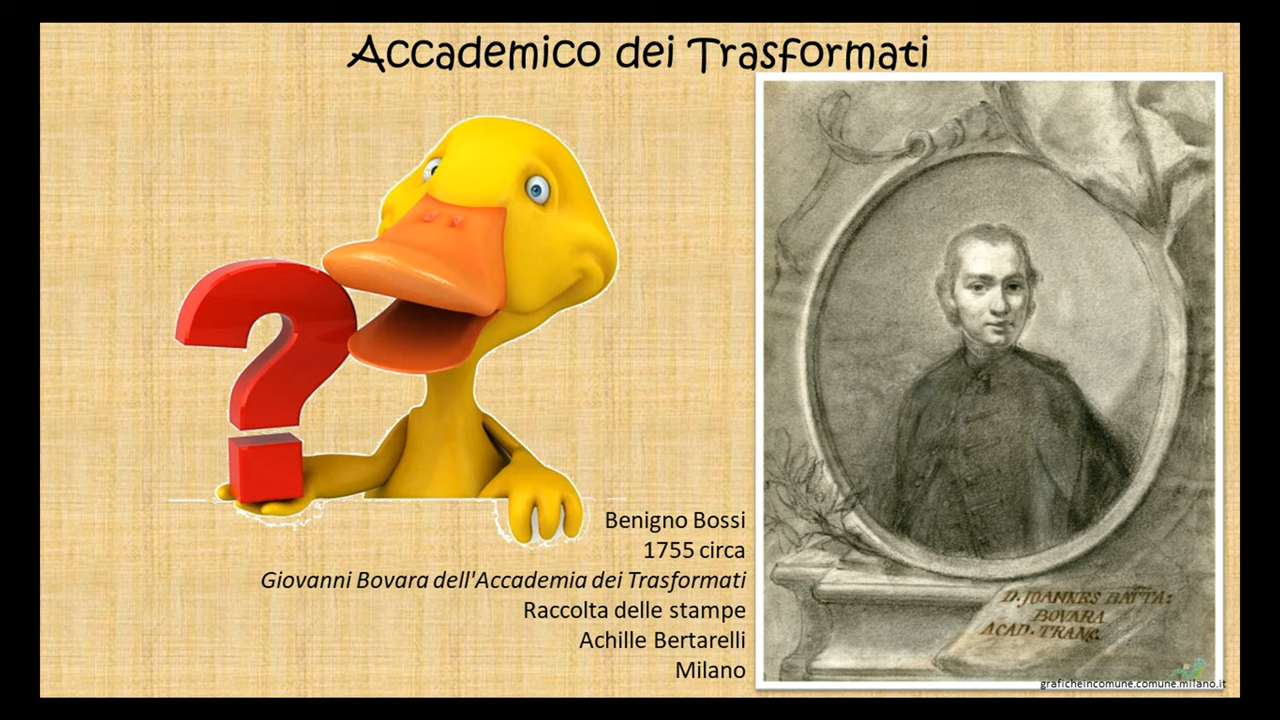 Accademico dei Trasformati
Benigno Bossi
1755 circa
Giovanni Bovara dell'Accademia dei Trasformati
Raccolta delle stampe
Achille Bertarelli
Milano
D. JOANNES BATTA:
BOVARA
ACAD. TRANS.
graficheincomune.comune.milano.it